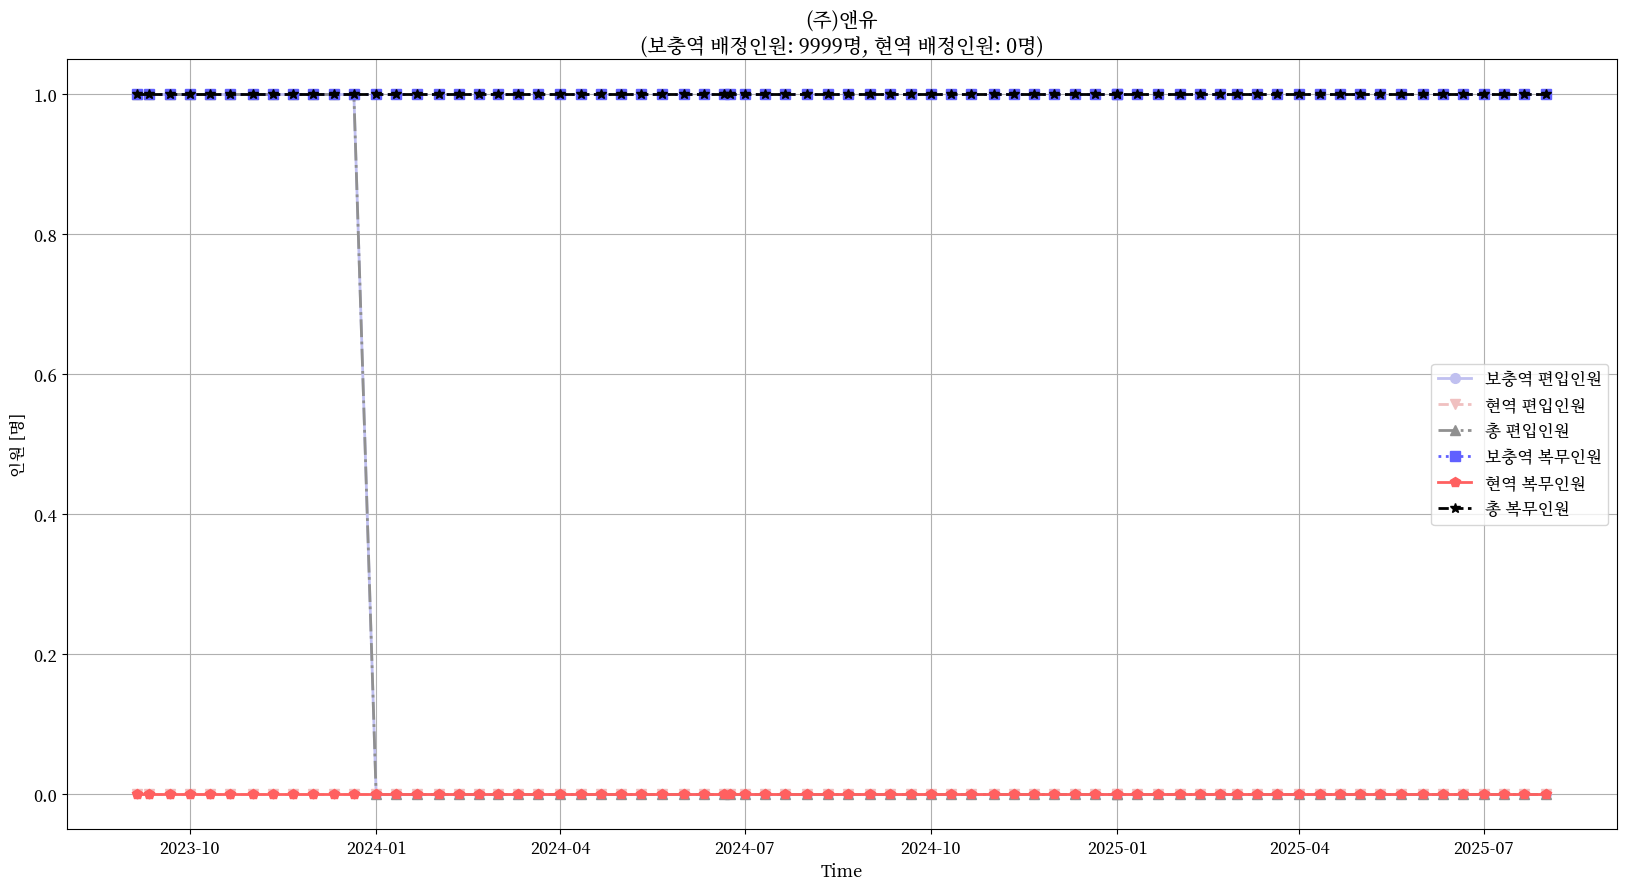 (주)앤유
(보충역 배정인원: 9999명, 현역 배정인원: 0명)
1.0
0.8
0.6
0.4
0.2
0.0
인원 [명]
보충역 편입인원
현역 편입인원
총 편입인원
보충역 복무인원
현역 복무인원
총 복무인원
2023-10
2024-01
2024-04
2024-07
2024-10
2025-01
2025-04
2025-07
Time